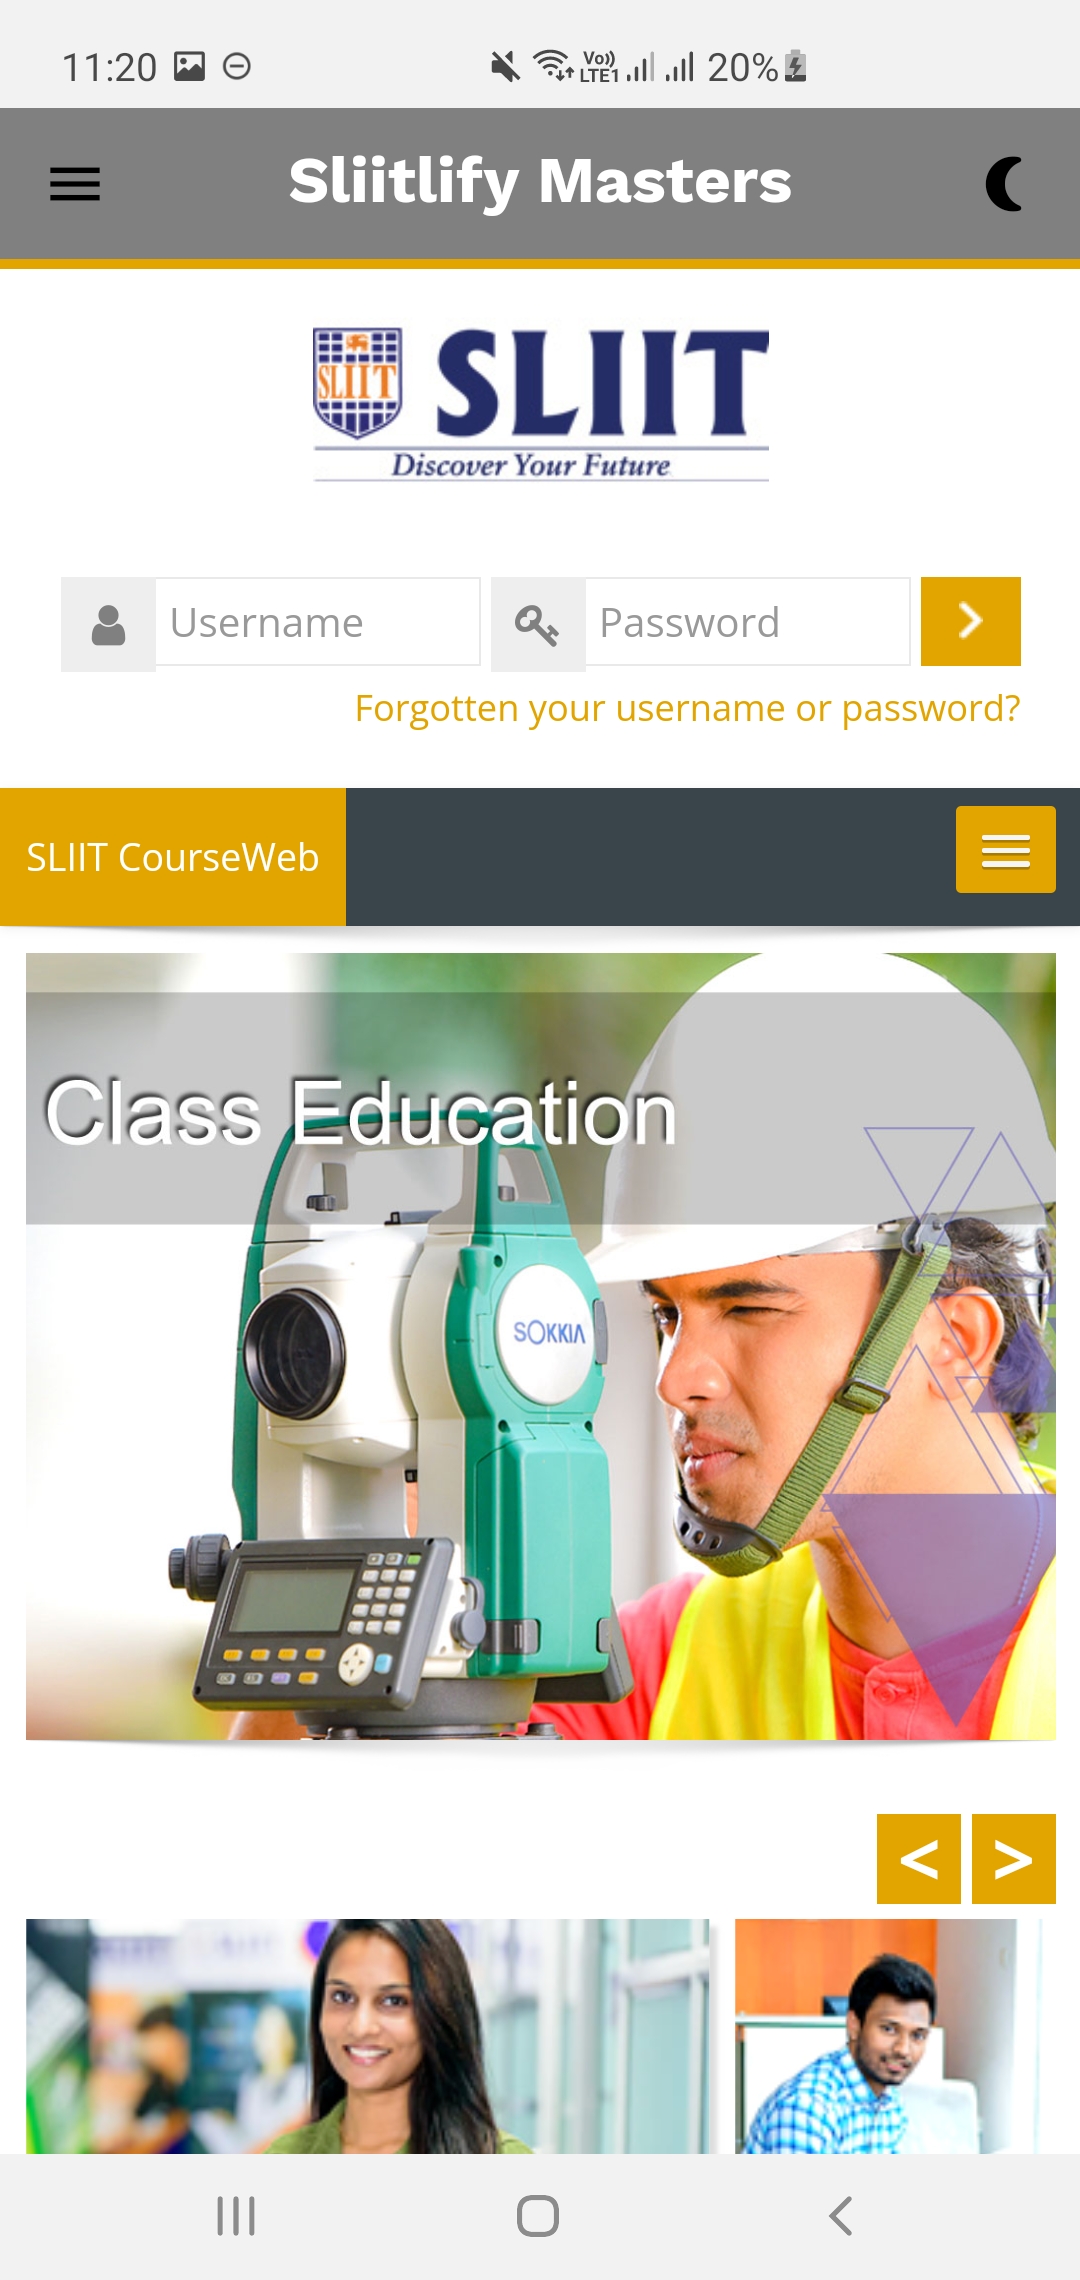 11:20 Vo)) LTE1 20%
Sliitlify Masters
SLIIT
SLIIT
Discover Your Future
Username Password
Forgotten your username or password?
SLIIT CourseWeb
Class Education
SOKKIA
< >